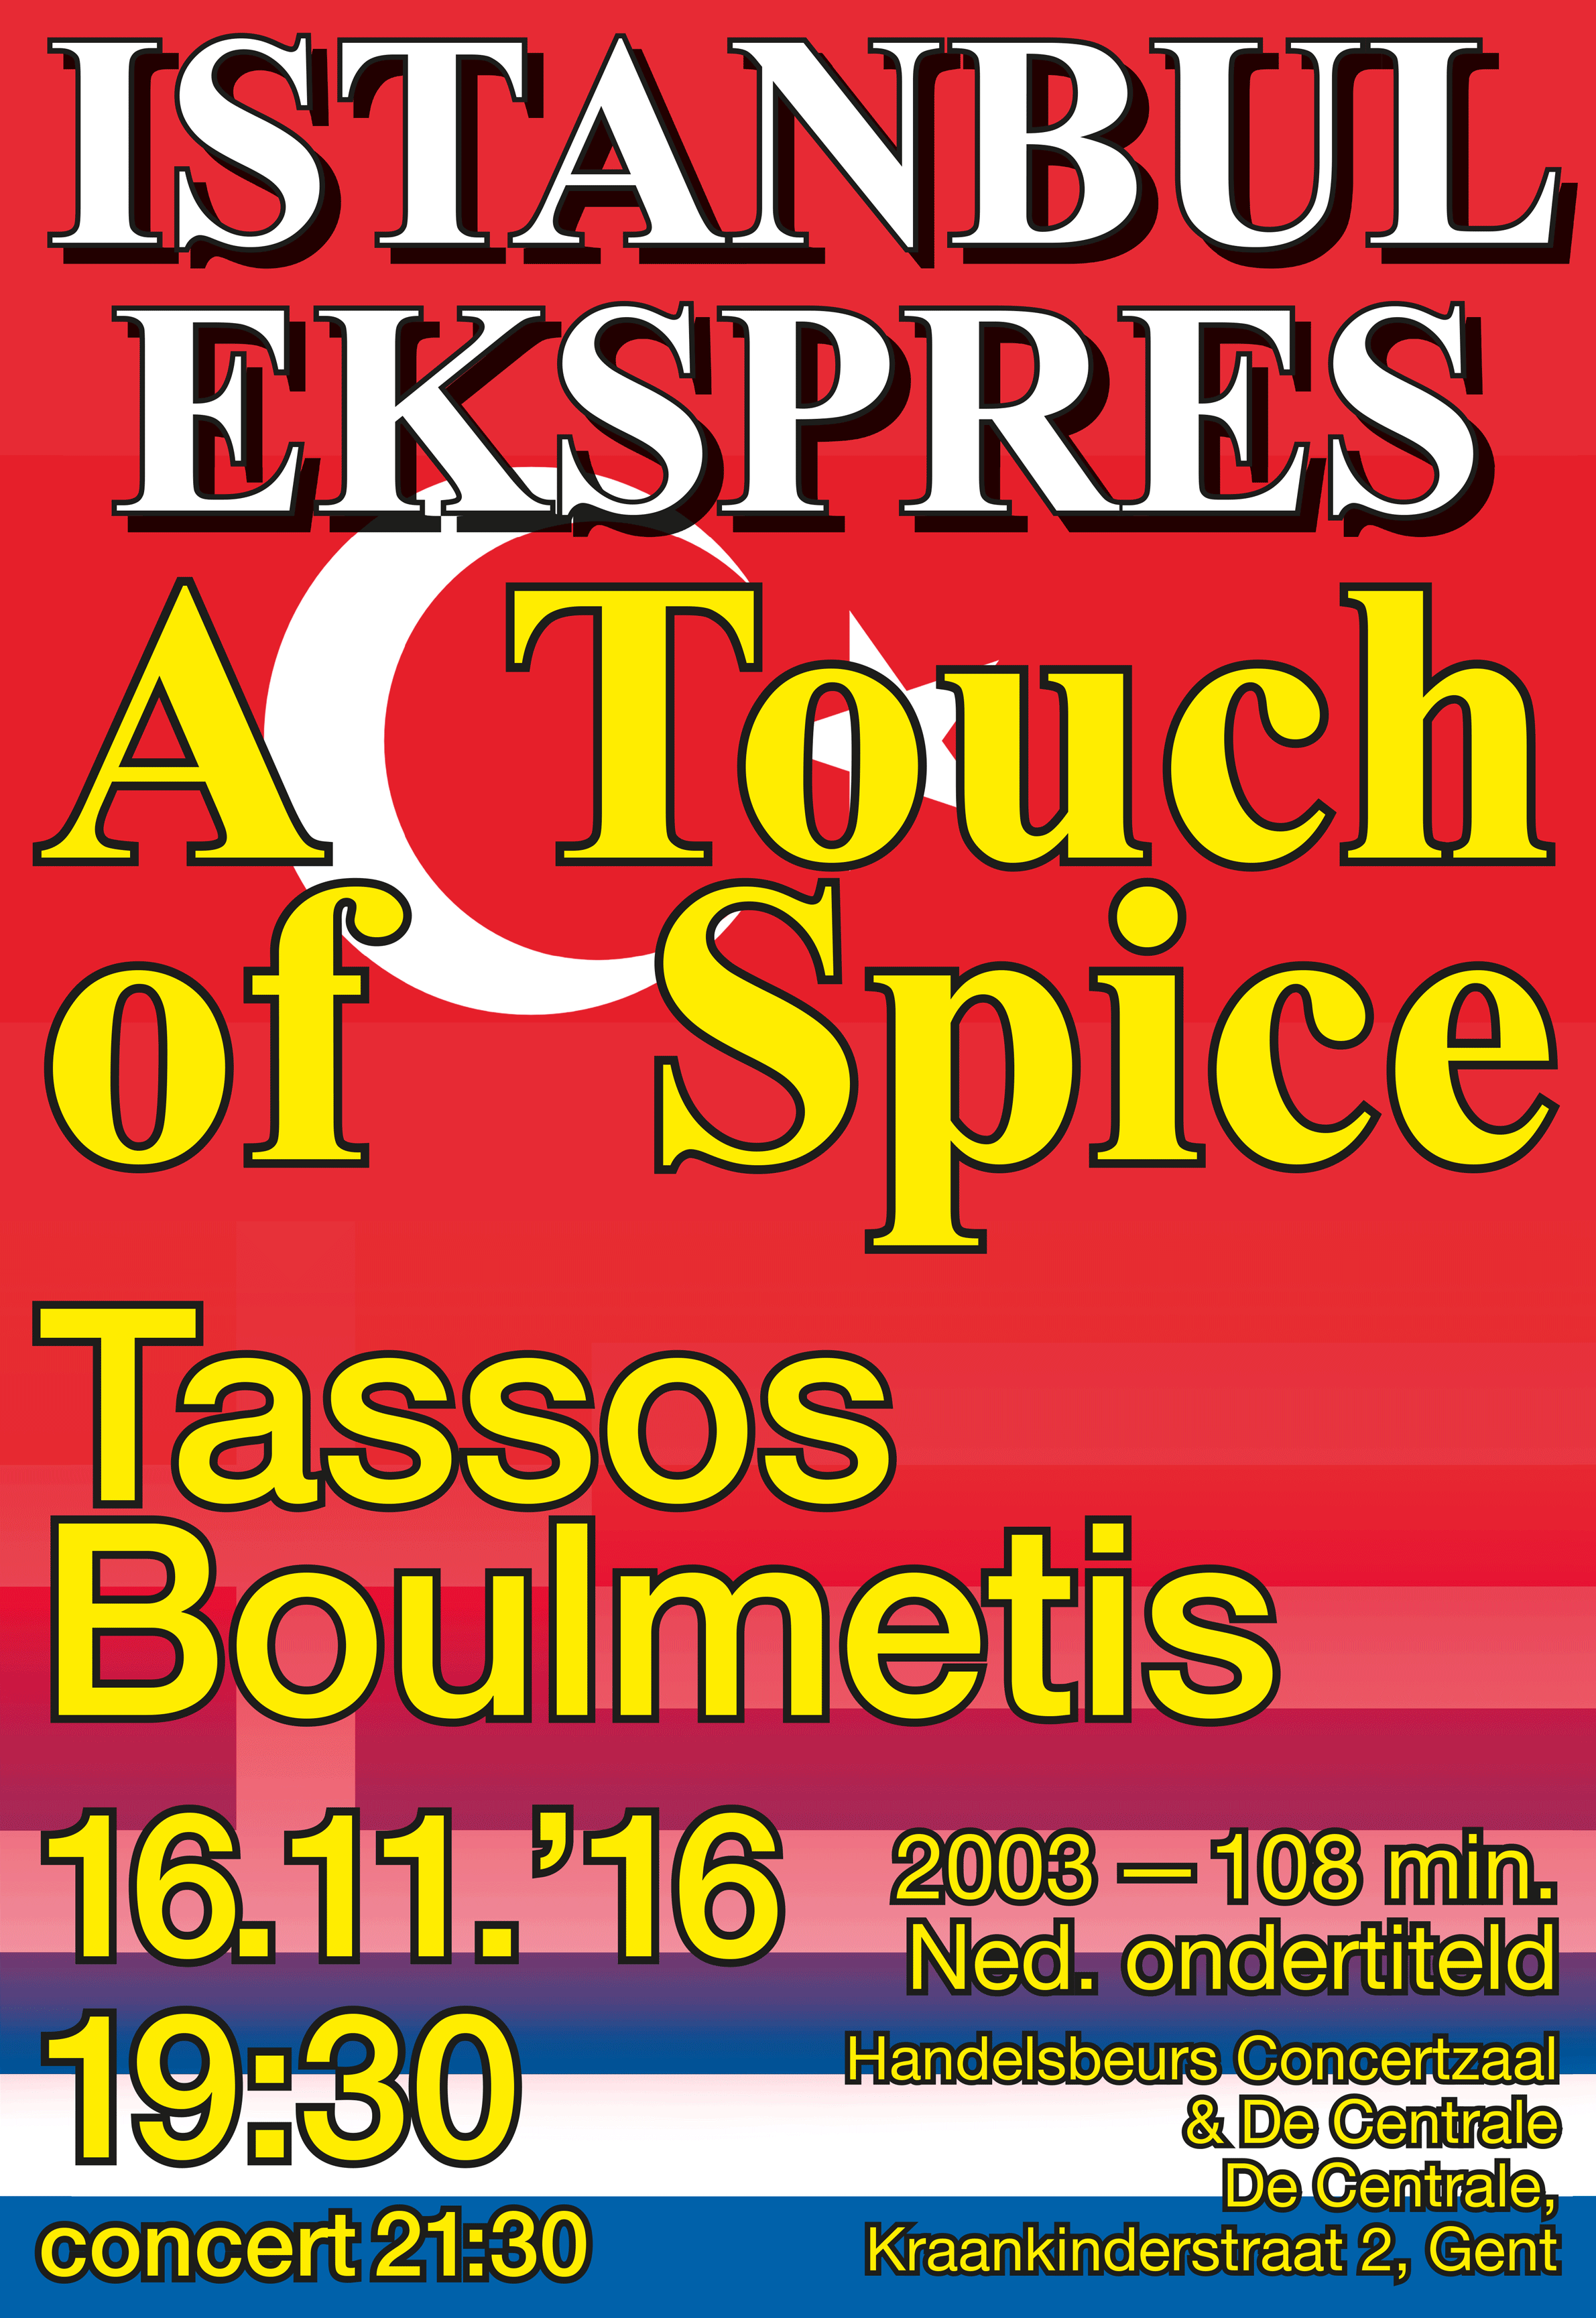 ISTANBUL
EKSPRES
A Touch
of Spice
Tassos
Boulmetis
16.11.’16
19:30
concert 21:30
2003 – 108 min.
Ned. ondertiteld
Handelsbeurs Concertzaal
& De Centrale
De Centrale,
Kraankinderstraat 2, Gent